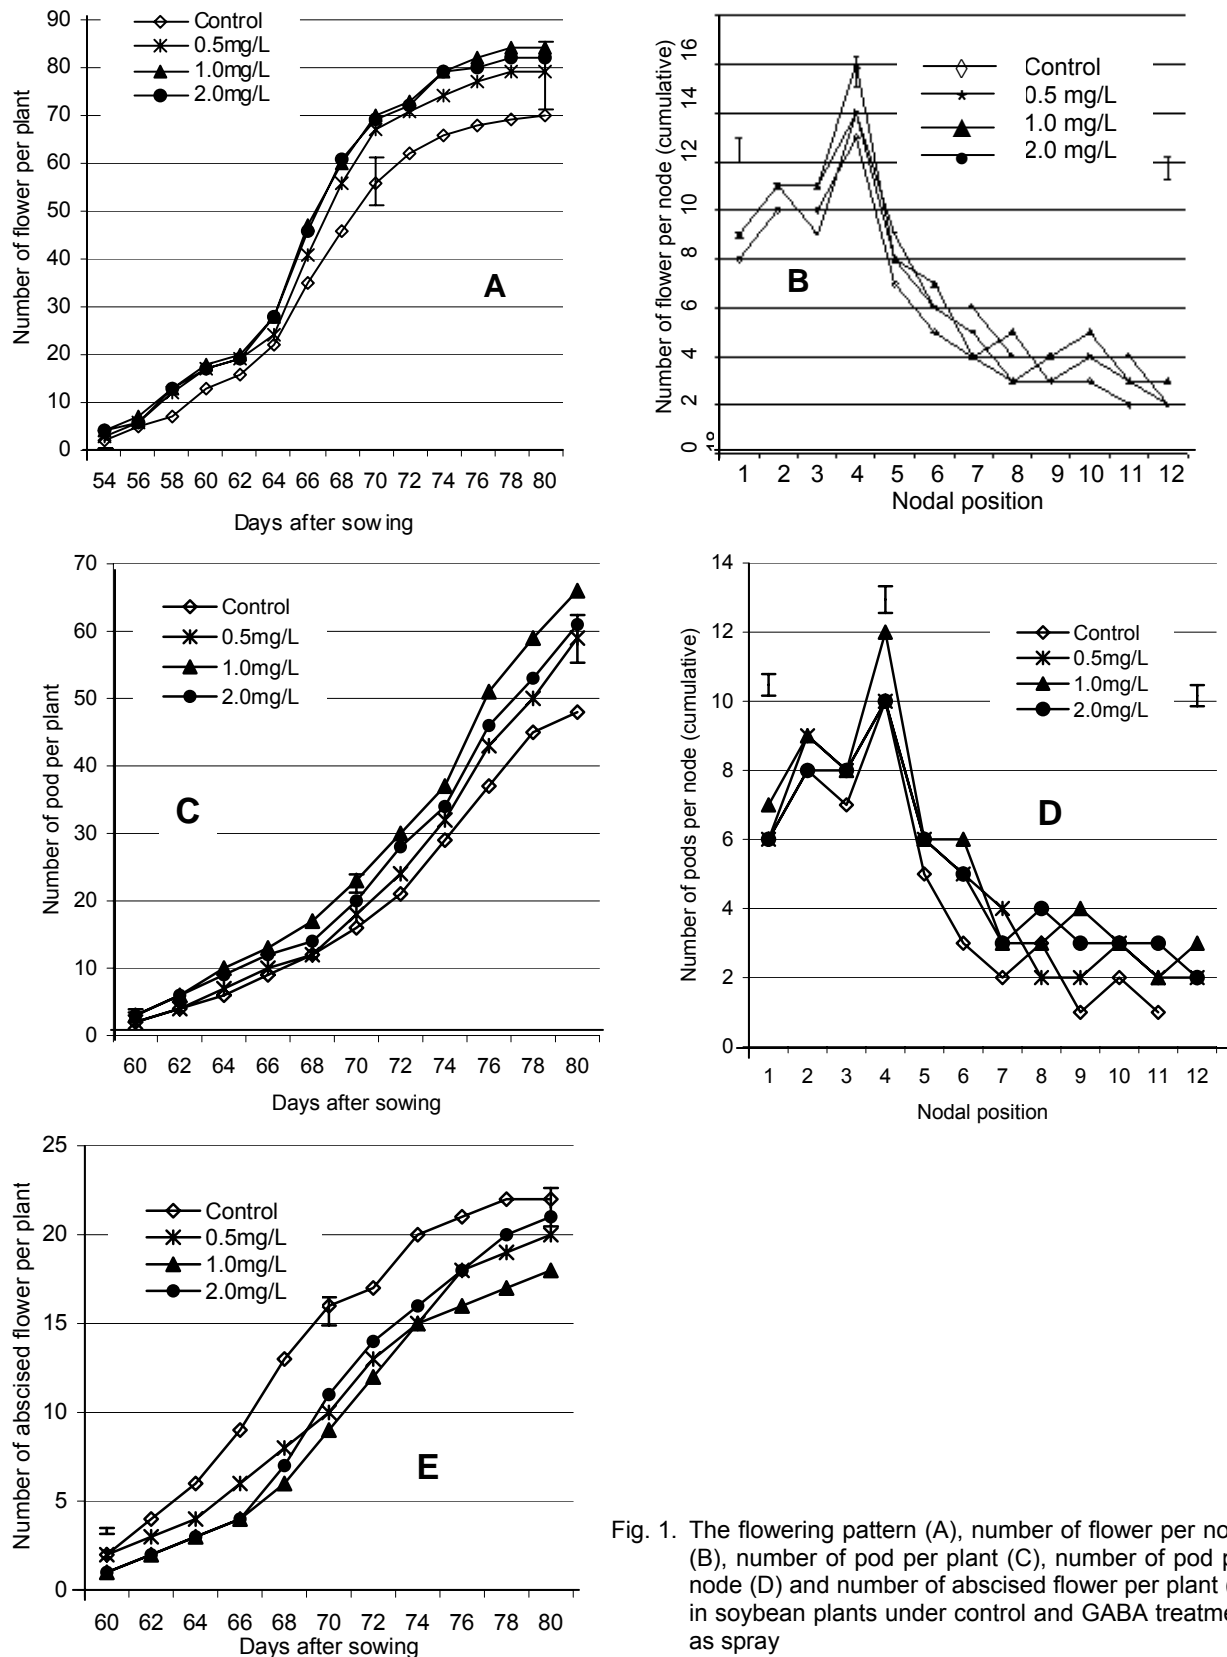 90
80
70
60
50
40
30
20
10
0
Number of flower per plant
Control
0.5mg/L
1.0mg/L
2.0mg/L
A
54 56 58 60 62 64 66 68 70 72 74 76 78 80
Days after sowing
16
14
12
10
8
6
4
2
0
18
Number of flower per node (cumulative)
Control
0.5 mg/L
1.0 mg/L
2.0 mg/L
B
1 2 3 4 5 6 7 8 9 10 11 12
Nodal position
70
60
50
40
30
20
10
0
Number of pod per plant
Control
0.5mg/L
1.0mg/L
2.0mg/L
C
60 62 64 66 68 70 72 74 76 78 80
Days after sowing
14
12
10
8
6
4
2
0
Number of pods per node (cumulative)
Control
0.5mg/L
1.0mg/L
2.0mg/L
D
1 2 3 4 5 6 7 8 9 10 11 12
Nodal position
25
20
15
10
5
0
Number of abscised flower per plant
Control
0.5mg/L
1.0mg/L
2.0mg/L
E
60 62 64 66 68 70 72 74 76 78 80
Days after sowing
Fig. 1. The flowering pattern (A), number of flower per
(B), number of pod per plant (C), number of pod
node (D) and number of abscised flower per plant
in soybean plants under control and GABA
as spray